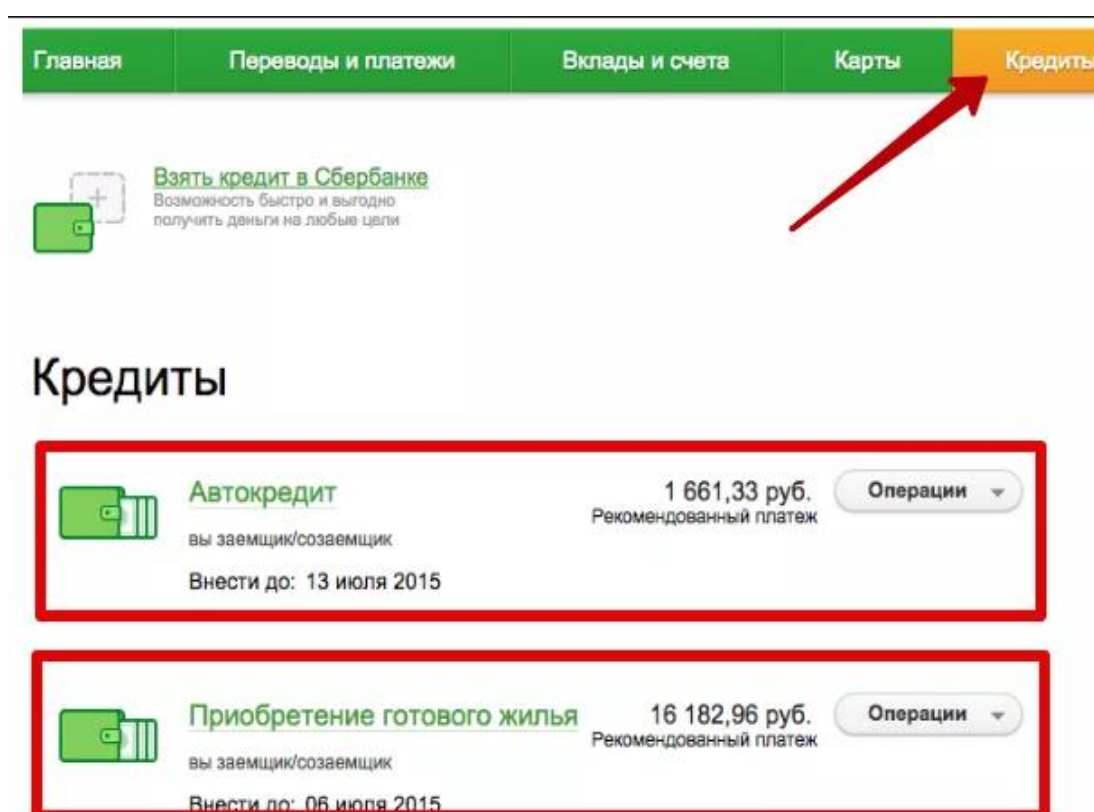 Главная Переводы и платежи Вклады и счета Карты Кредиты
Взять кредит в Сбербанке
Возможность быстро и выгодно
получить деньги на любые цели
Кредиты
Автокредит 1 661,33 руб. Операции
Рекомендованный платеж
вы заемщик/созаемщик
Внести до: 13 июля 2015
Приобретение готового жилья 16 182,96 руб. Операции
Рекомендованный платеж
вы заемщик/созаемщик
Внести до: 06 июля 2015